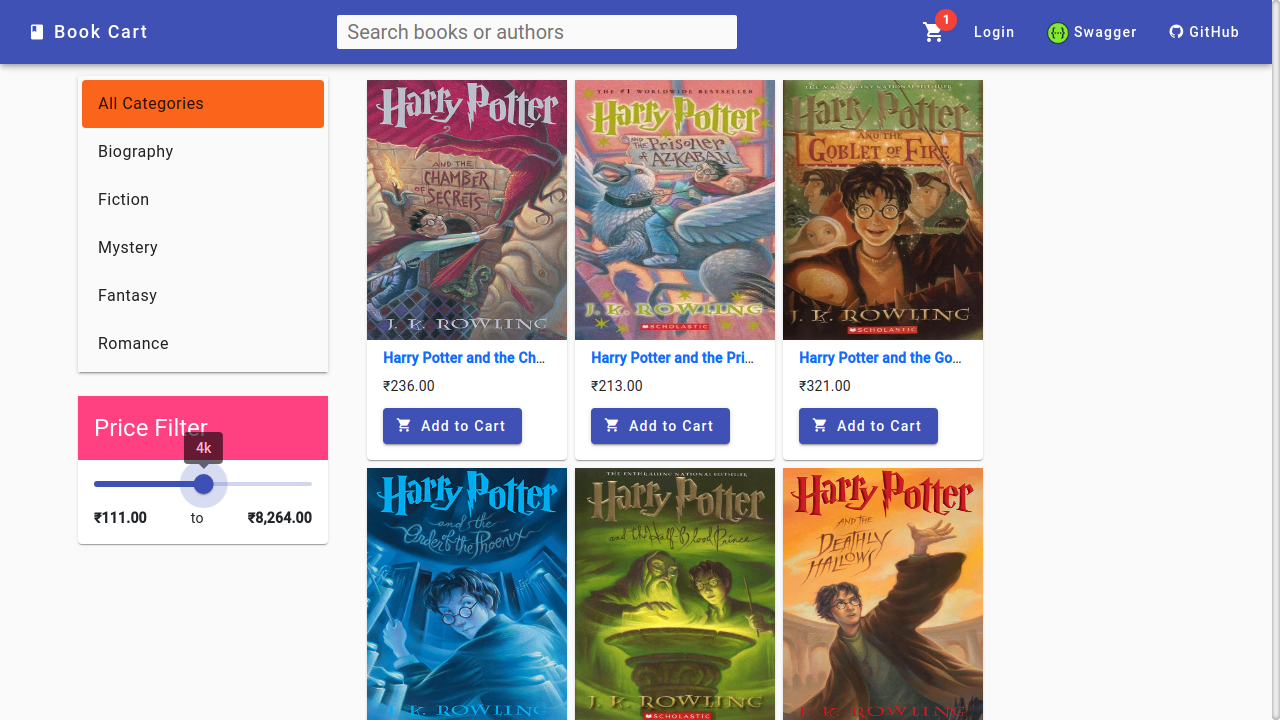 Book Cart
Search books or authors
1
Login
Swagger
GitHub
All Categories
Biography
Fiction
Mystery
Fantasy
Romance
Price Filter
4k
₹111.00 to ₹8,264.00
Harry Potter
AND THE
CHAMBER
OF
SECRETS
J. K. ROWLING
Harry Potter and the Ch...
₹236.00
Add to Cart
THE #1 WORLDWIDE BESTSELLER
Harry Potter
AND THE Prisoner
of AZKABAN
J. K. ROWLING
SCHOLASTIC
Harry Potter and the Pri...
₹213.00
Add to Cart
Harry Potter
AND THE
GOBLET OF FIRE
J. K. ROWLING
SCHOLASTIC
Harry Potter and the Go...
₹321.00
Add to Cart
Harry Potter
and the
Order of the Phoenix
J. K. ROWLING
Harry Potter
and the Half-Blood Prince
J. K. ROWLING
SCHOLASTIC
Harry Potter
AND THE
DEATHLY
HALLOWS
J. K. ROWLING